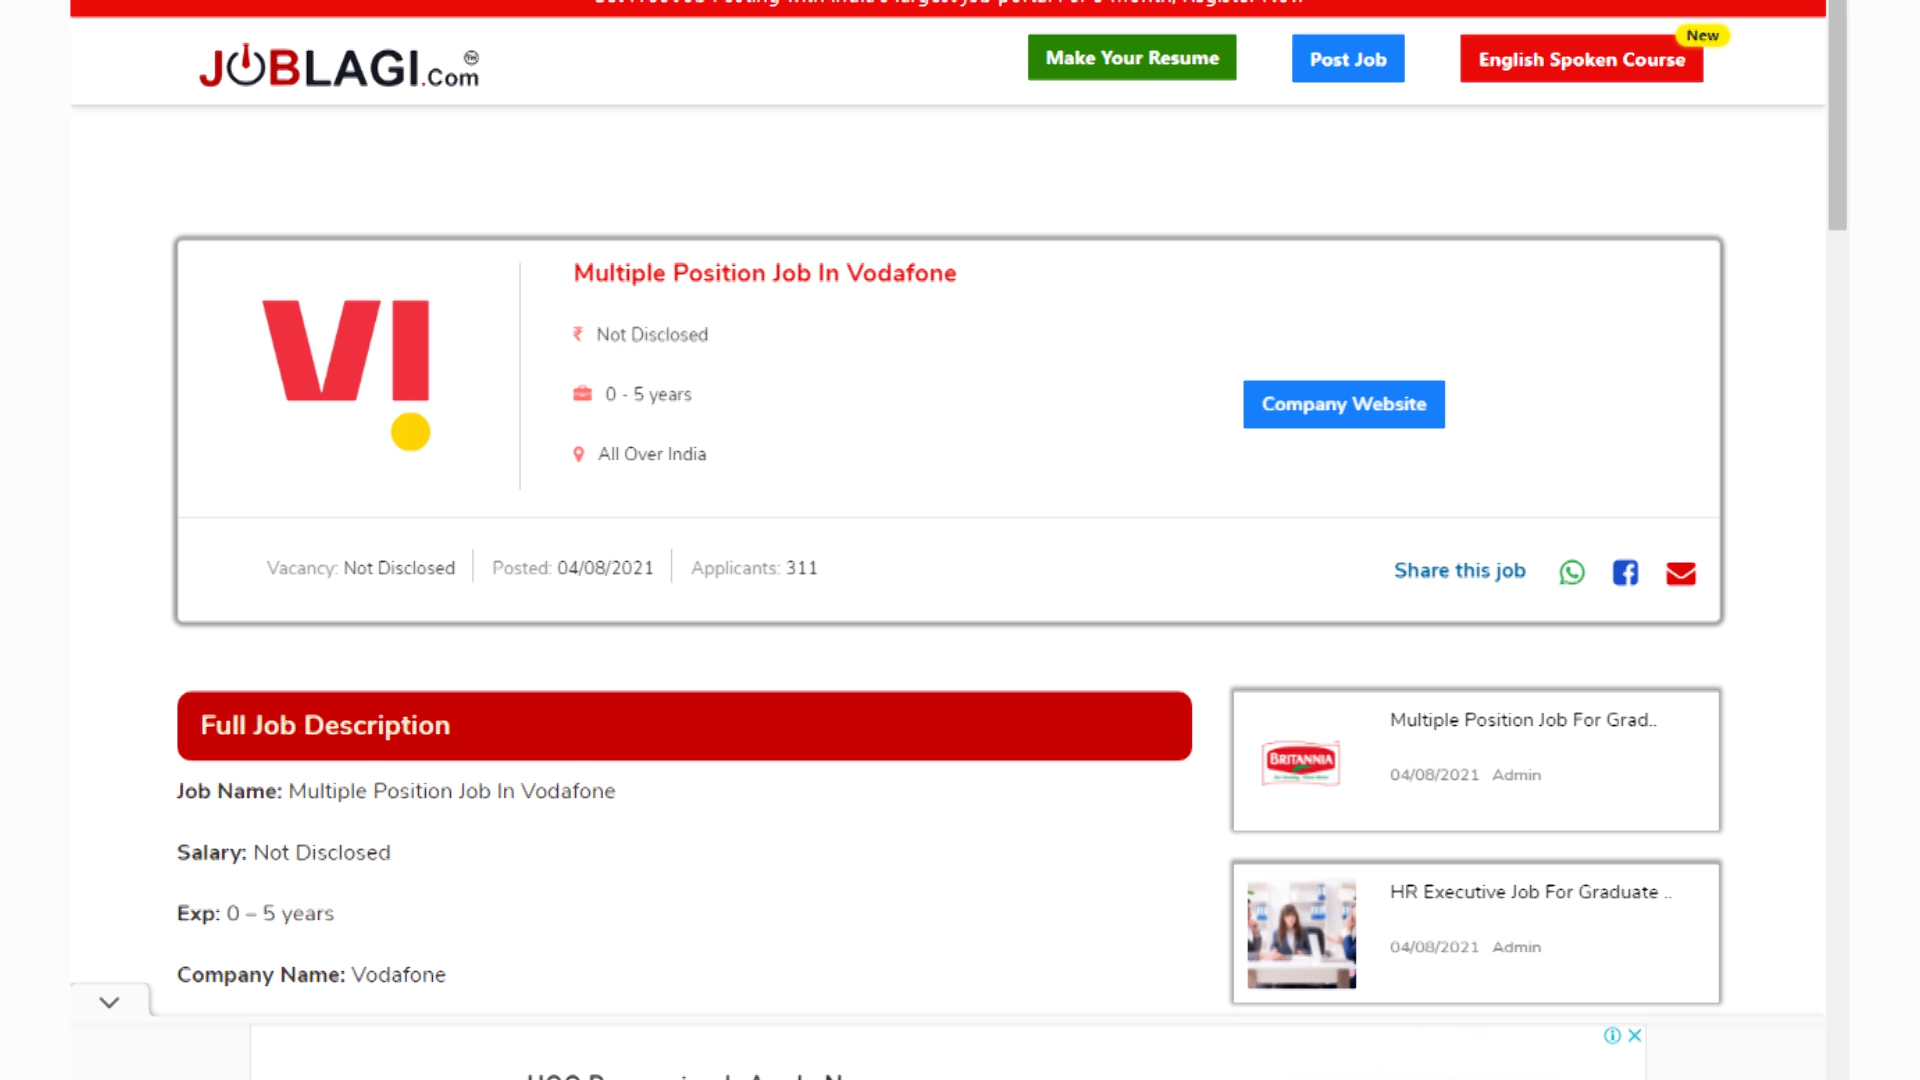 New
JOBLAGI.Com
TM
Make Your Resume
Post Job
English Spoken Course
VI
Multiple Position Job In Vodafone
₹ Not Disclosed
0 - 5 years
Company Website
All Over India
Vacancy: Not Disclosed
Posted: 04/08/2021
Applicants: 311
Share this job
Full Job Description
Job Name: Multiple Position Job In Vodafone
Salary: Not Disclosed
Exp: 0 – 5 years
Company Name: Vodafone
Multiple Position Job For Grad..
BRITANNIA
04/08/2021 Admin
HR Executive Job For Graduate ..
04/08/2021 Admin